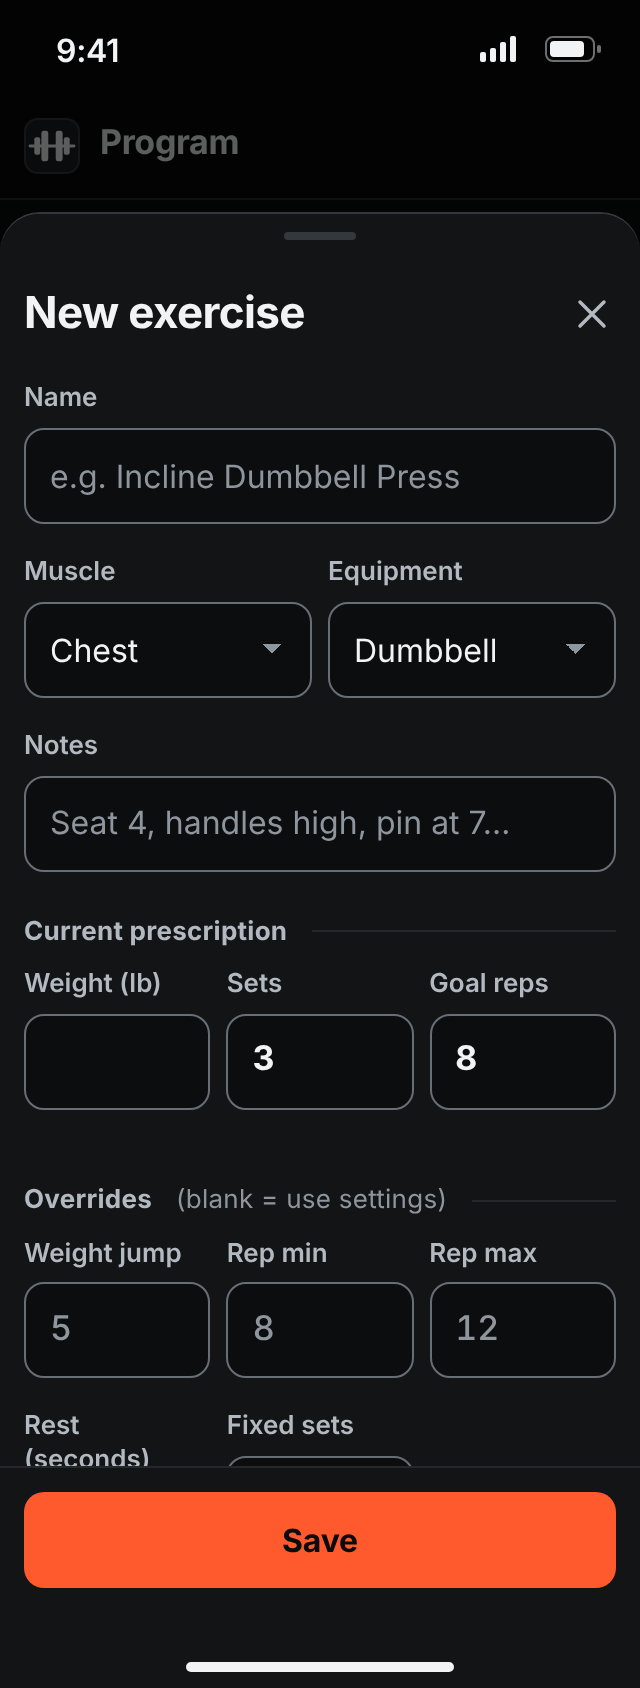 9:41
Program
New exercise
Name
e.g. Incline Dumbbell Press
Muscle Equipment
Chest Dumbbell
Notes
Seat 4, handles high, pin at 7...
Current prescription
Weight (lb) Sets Goal reps
3 8
Overrides (blank = use settings)
Weight jump Rep min Rep max
5 8 12
Rest Fixed sets
(seconds)
Save